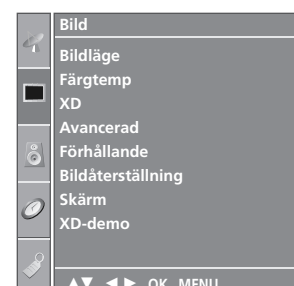 Bild
Bildläge
Färgtemp
XD
Avancerad
Förhållande
Bildåterställning
Skärm
XD-demo
▲▼ ◄► OK MENU